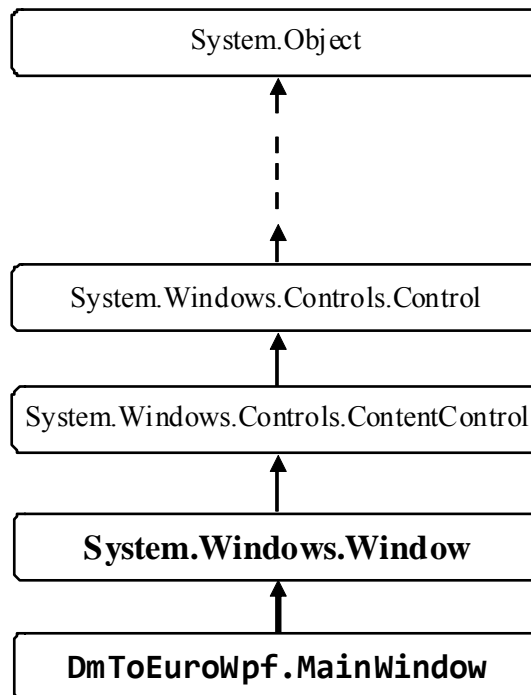 System.Object
System.Windows.Controls.Control
System.Windows.Controls.ContentControl
System.Windows.Window
DmToEuroWpf.MainWindow